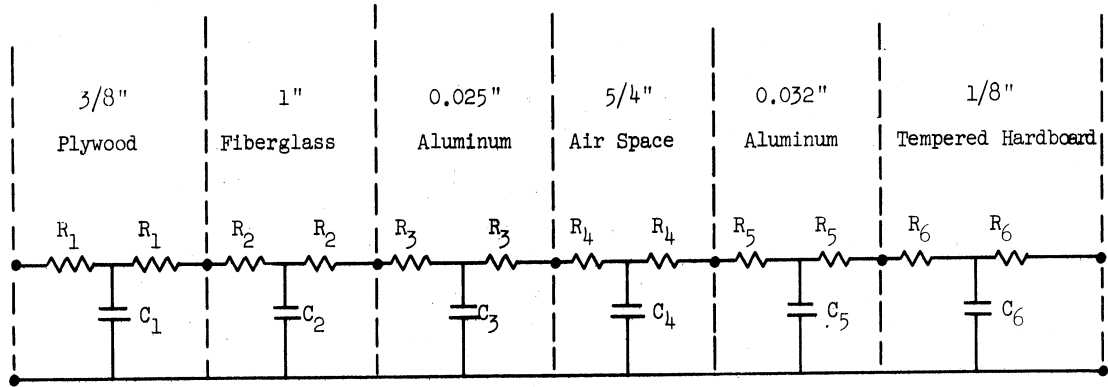 3/8" 1" 0.025" 5/4" 0.032" 1/8"
Plywood Fiberglass Aluminum Air Space Aluminum Tempered Hardboard
R1 R1 R2 R2 R3 R3 R4 R4 R5 R5 R6 R6
C1 C2 C3 C4 C5 C6